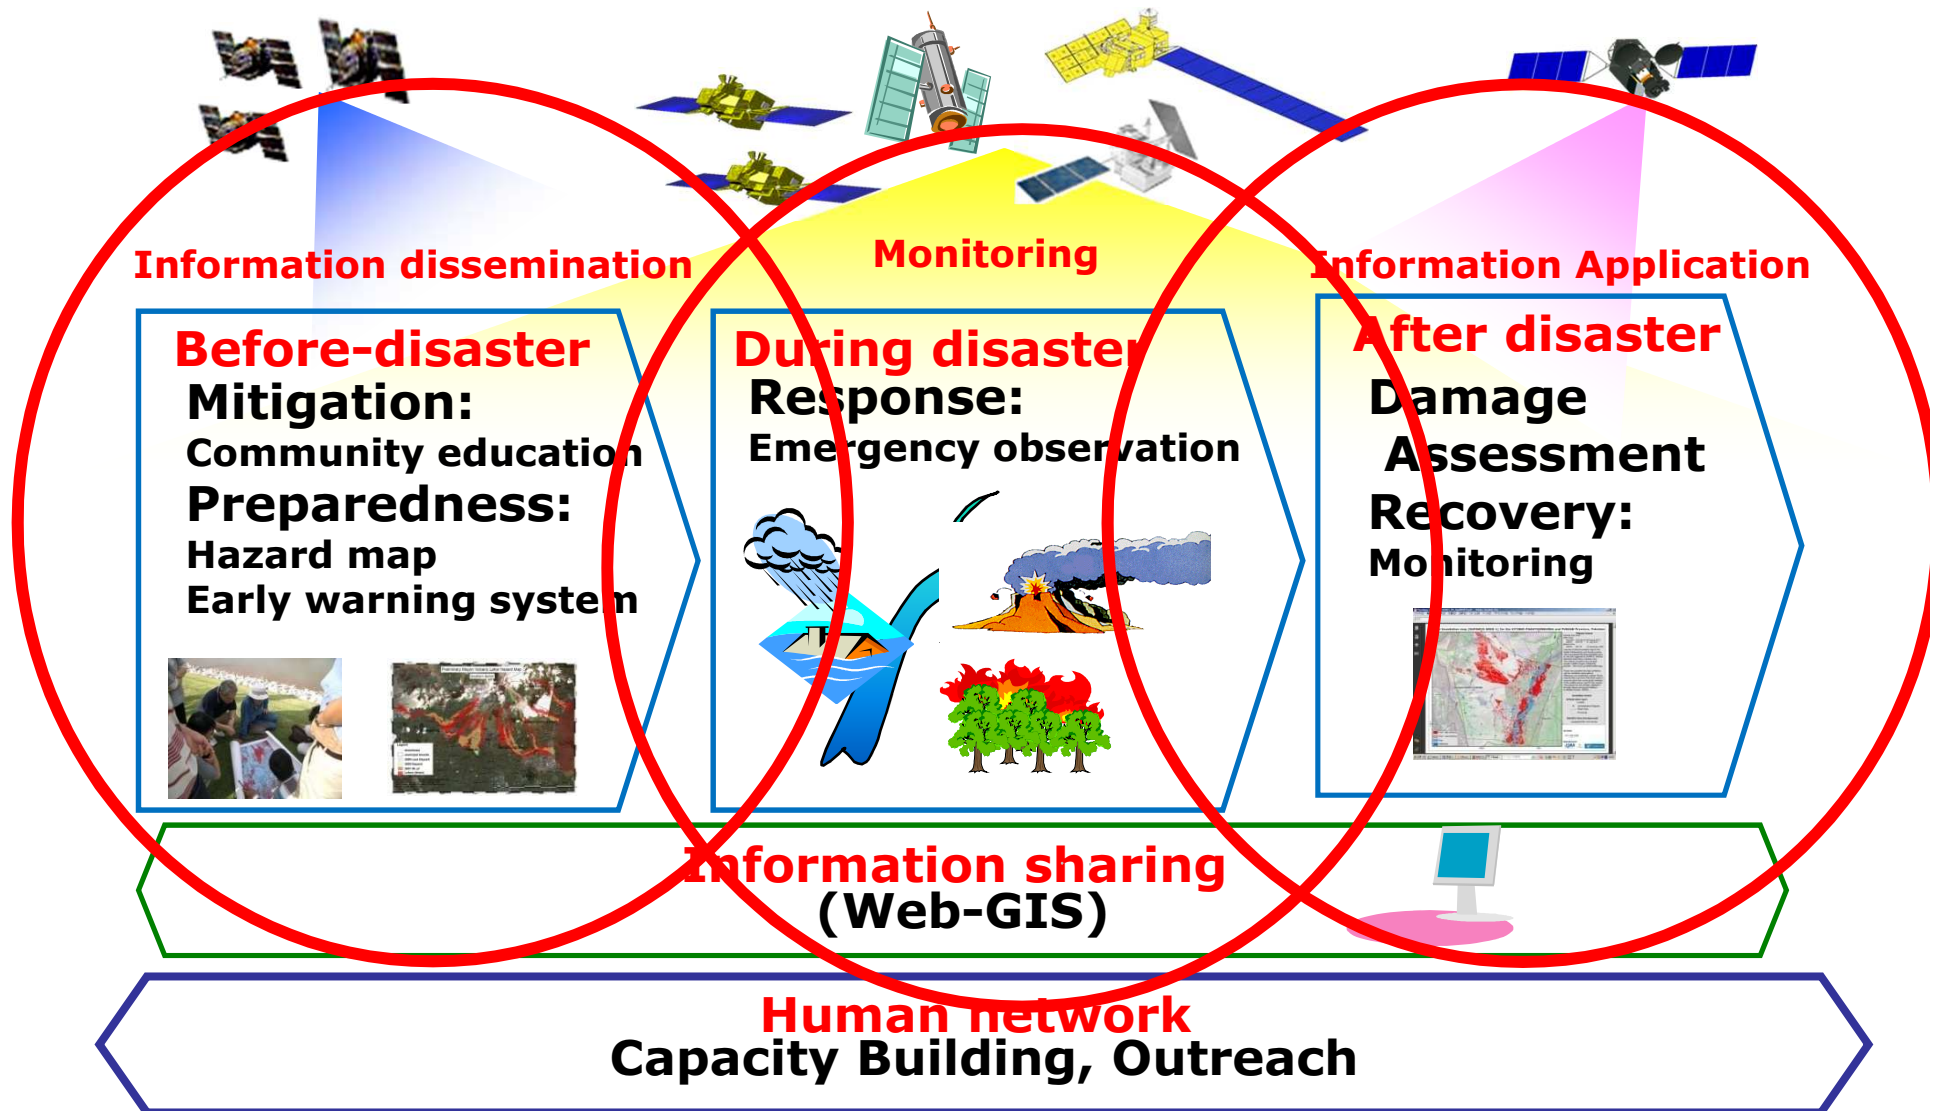 Information dissemination
Monitoring
Information Application
Before-disaster
Mitigation:
Community education
Preparedness:
Hazard map
Early warning system
During disaster
Response:
Emergency observation
After disaster
Damage
Assessment
Recovery:
Monitoring
Information sharing
(Web-GIS)
Human network
Capacity Building, Outreach